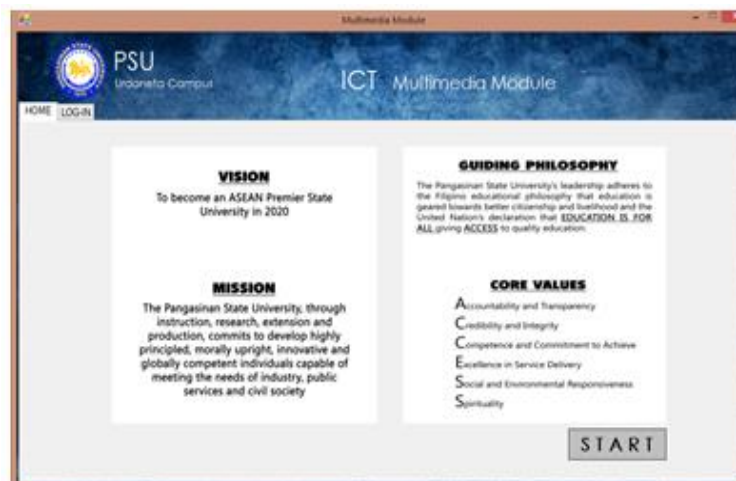 Multimedia Module
PSU
Urdaneta Campus
ICT Multimedia Module
HOME LOG-IN
VISION
To become an ASEAN Premier State
University in 2020
MISSION
The Pangasinan State University, through
instruction, research, extension and
production, commits to develop highly
principled, morally upright, innovative and
globally competent individuals capable of
meeting the needs of industry, public
services and civil society
GUIDING PHILOSOPHY
The Pangasinan State University's leadership adheres to
the Filipino educational philosophy that education is
geared towards better citizenship and livelihood and the
United Nation's declaration that EDUCATION IS FOR
ALL giving ACCESS to quality education.
CORE VALUES
Accountability and Transparency
Credibility and Integrity
Competence and Commitment to Achieve
Excellence in Service Delivery
Social and Environmental Responsiveness
Spirituality
START